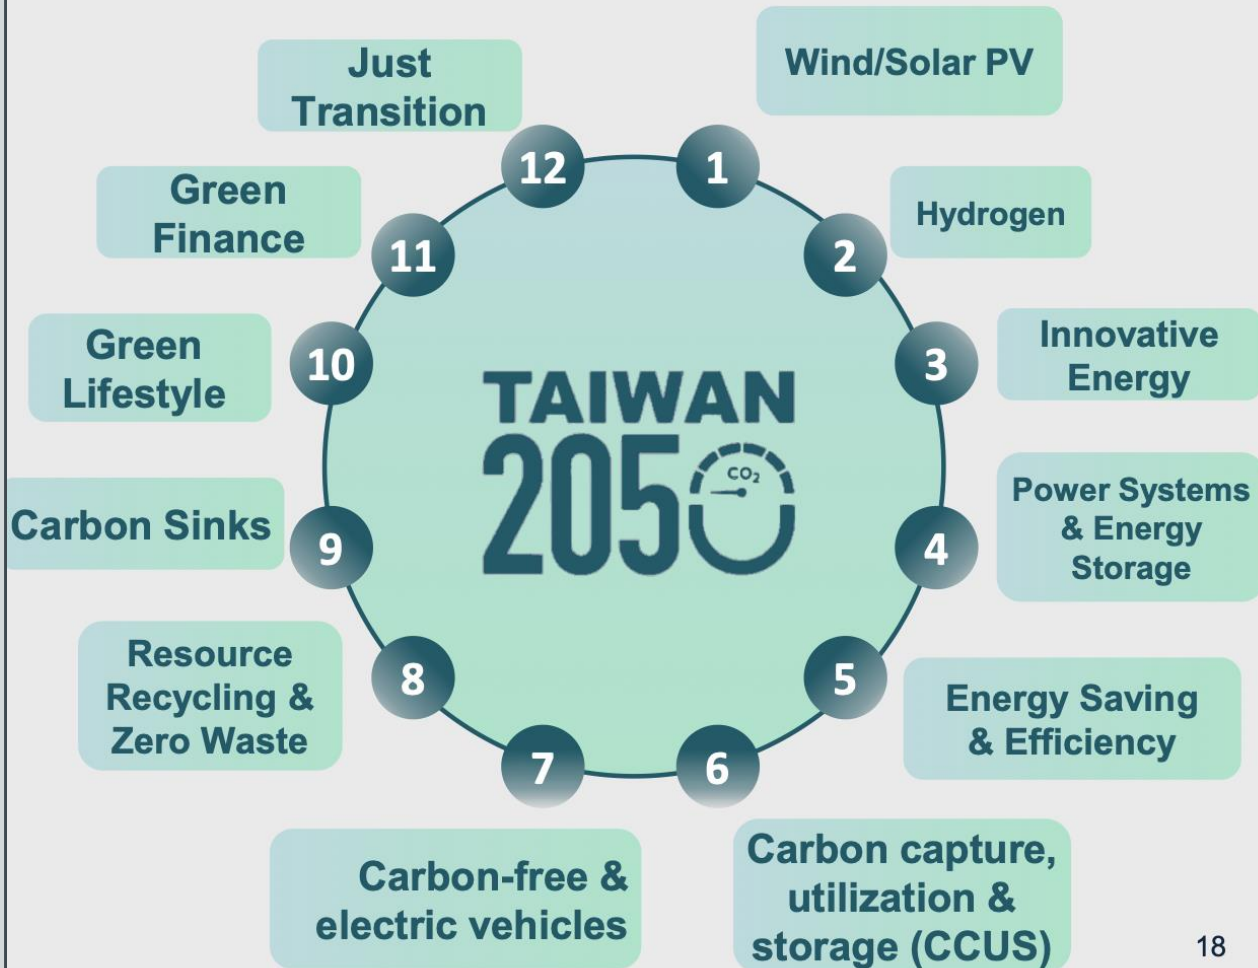 Wind/Solar PV
1
Hydrogen
2
Innovative
Energy
3
Power Systems
& Energy
Storage
4
Energy Saving
& Efficiency
5
Carbon capture,
utilization &
storage (CCUS)
6
Carbon-free &
electric vehicles
7
Resource
Recycling &
Zero Waste
8
Carbon Sinks
9
Green
Lifestyle
10
Green
Finance
11
Just
Transition
12
TAIWAN
2050
CO₂
18